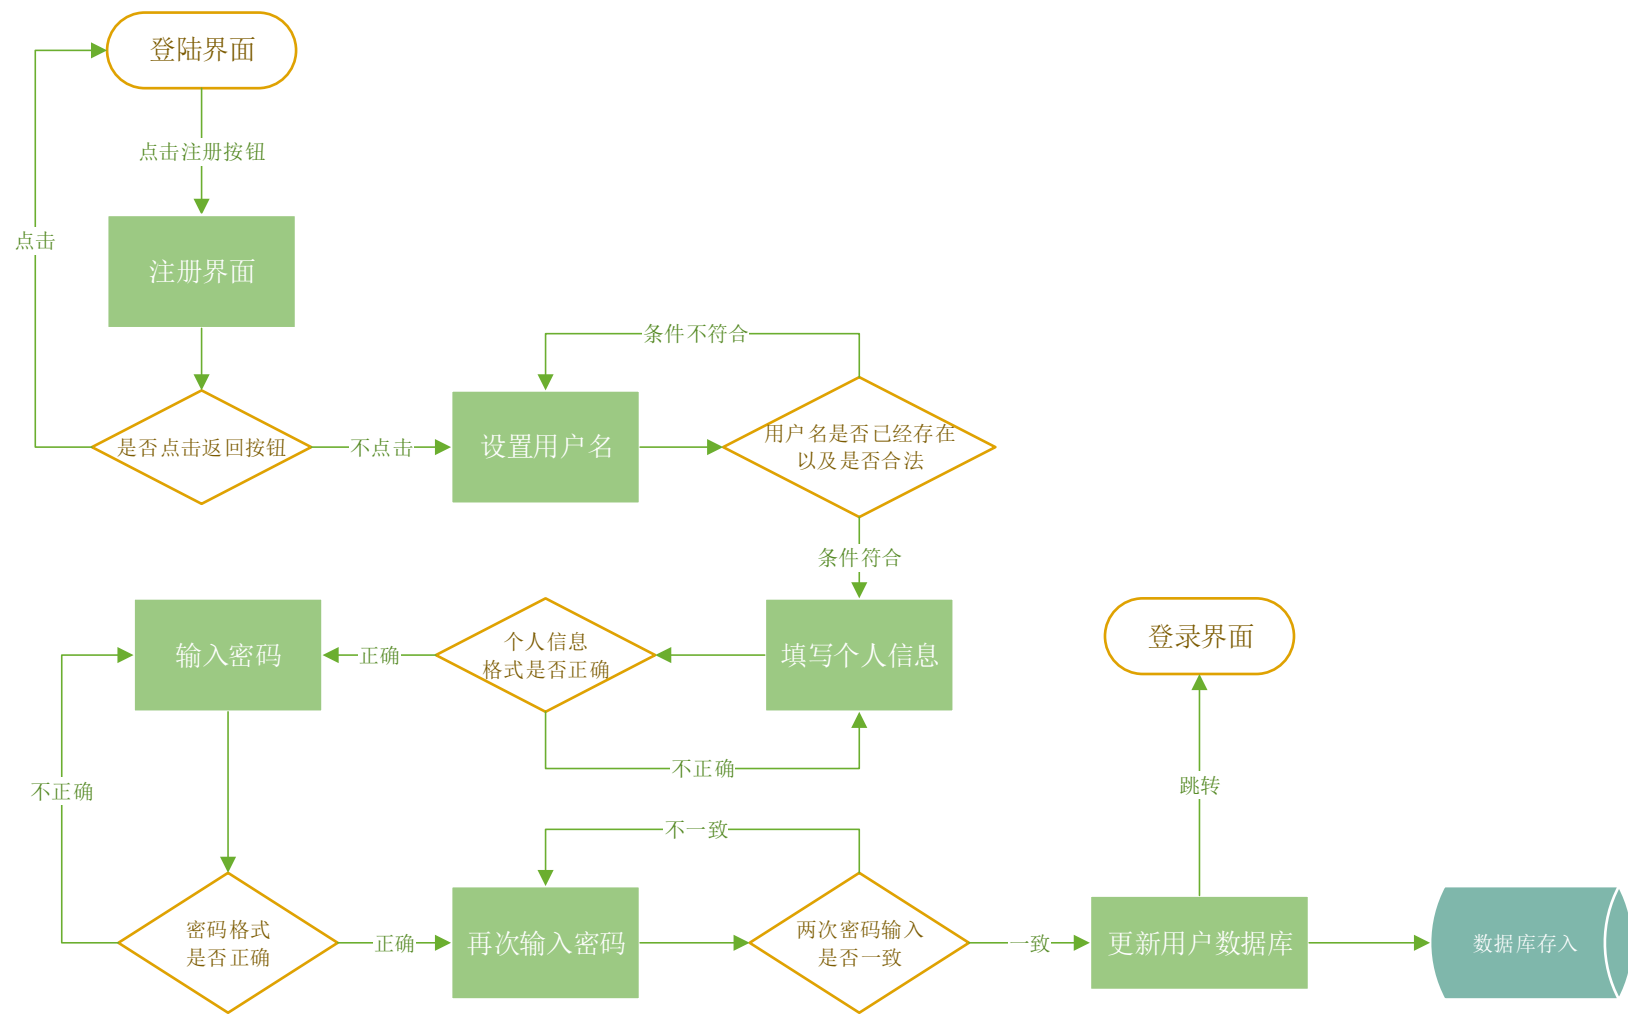 登陆界面
点击注册按钮
点击
注册界面
条件不符合
是否点击返回按钮
不点击
设置用户名
用户名是否已经存在
以及是否合法
条件符合
输入密码
正确
个人信息
格式是否正确
填写个人信息
登录界面
不正确
跳转
不正确
不一致
密码格式
是否正确
正确
再次输入密码
两次密码输入
是否一致
一致
更新用户数据库
数据库存入